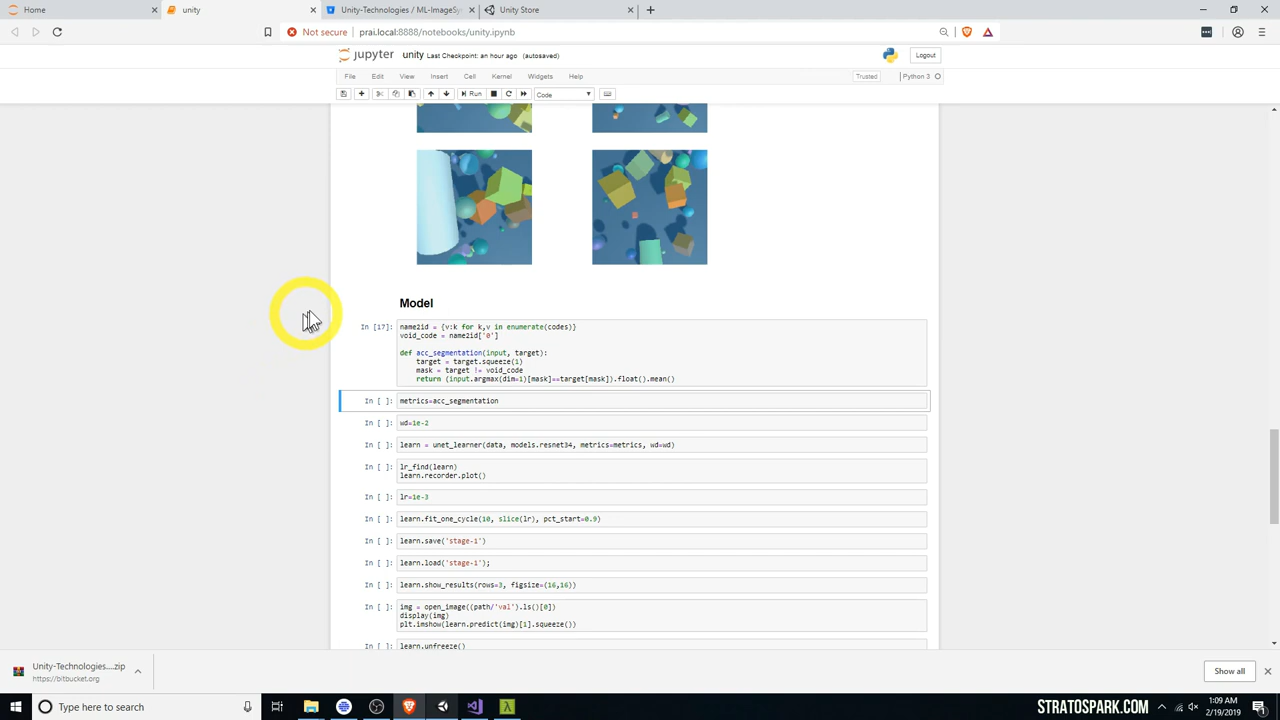 Home
unity
Unity-Technologies / ML-ImageSy
Unity Store
Not secure
prai.local:8888/notebooks/unity.ipynb
jupyter unity Last Checkpoint: an hour ago (autosaved)
Logout
File Edit View Insert Cell Kernel Widgets Help
Trusted
Python 3
Run
Code
Model
In [17]: name2id = {v:k for k,v in enumerate(codes)}
void_code = name2id['0']
def acc_segmentation(input, target):
target = target.squeeze(1)
mask = target != void_code
return (input.argmax(dim=1)[mask]==target[mask]).float().mean()
In [ ]: metrics=acc_segmentation
In [ ]: wd=1e-2
In [ ]: learn = unet_learner(data, models.resnet34, metrics=metrics, wd=wd)
In [ ]: lr_find(learn)
learn.recorder.plot()
In [ ]: lr=1e-3
In [ ]: learn.fit_one_cycle(10, slice(lr), pct_start=0.9)
In [ ]: learn.save('stage-1')
In [ ]: learn.load('stage-1');
In [ ]: learn.show_results(rows=3, figsize=(16,16))
In [ ]: img = open_image((path/'val').ls()[0])
display(img)
plt.imshow(learn.predict(img)[1].squeeze())
In [ ]: learn.unfreeze()
Unity-Technologies....zip
https://bitbucket.org
Show all
Type here to search
STRATOSPARK.COM
1:09 AM
2/19/2019